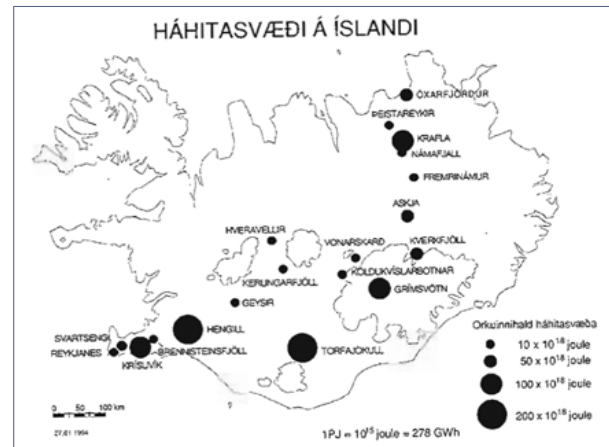 HÁHITASVÆÐI Á ÍSLANDI
ÖXARFJÖRDUR
ÞEISTAREYKIR
KRAFLA
NÁMAFJALL
FREMRINÁMUR
ASKJA
HVERAVELLIR
VONARSKARD
KVERKFJÖLL
KERLINGARFJÖLL
KÖLDUKVÍSLARBOTNAR
GEYSIR
GRÍMSVÖTN
HENGILL
SVARTSENGI
REYKJANES
BRENNISTEINSFJÖLL
KRÍSUVÍK
TORFAJÖKULL
Orkuinnihald háhitasvæða
10 x 10¹⁸ joule
50 x 10¹⁸ joule
100 x 10¹⁸ joule
200 x 10¹⁸ joule
0 50 100 km
27.01 1994
1PJ = 10¹⁵ joule = 278 GWh